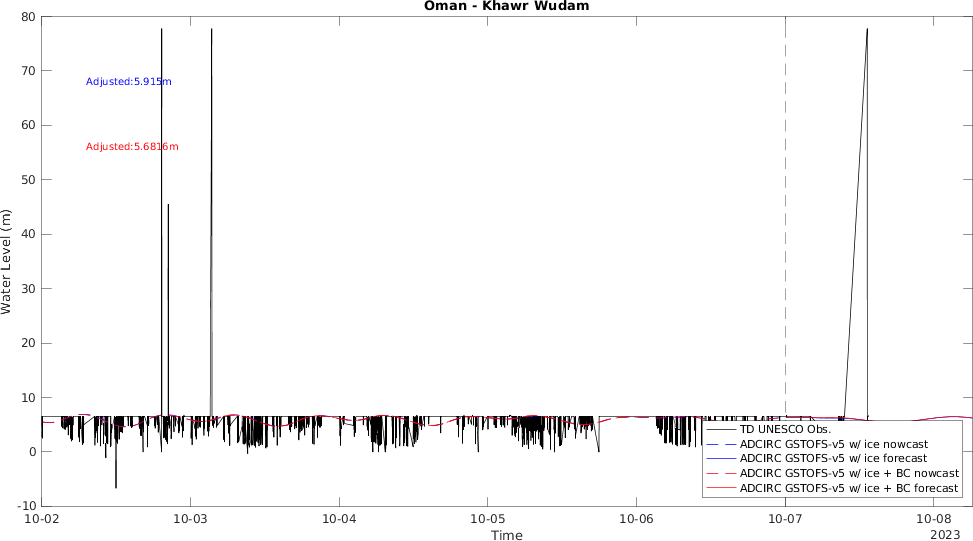 Oman - Khawr Wudam
80
70
60
50
40
30
20
10
0
-10
Water Level (m)
Adjusted:5.915m
Adjusted:5.6816m
TD UNESCO Obs.
ADCIRC GSTOFS-v5 w/ ice nowcast
ADCIRC GSTOFS-v5 w/ ice forecast
ADCIRC GSTOFS-v5 w/ ice + BC nowcast
ADCIRC GSTOFS-v5 w/ ice + BC forecast
10-02 10-03 10-04 10-05 10-06 10-07 10-08
Time
2023